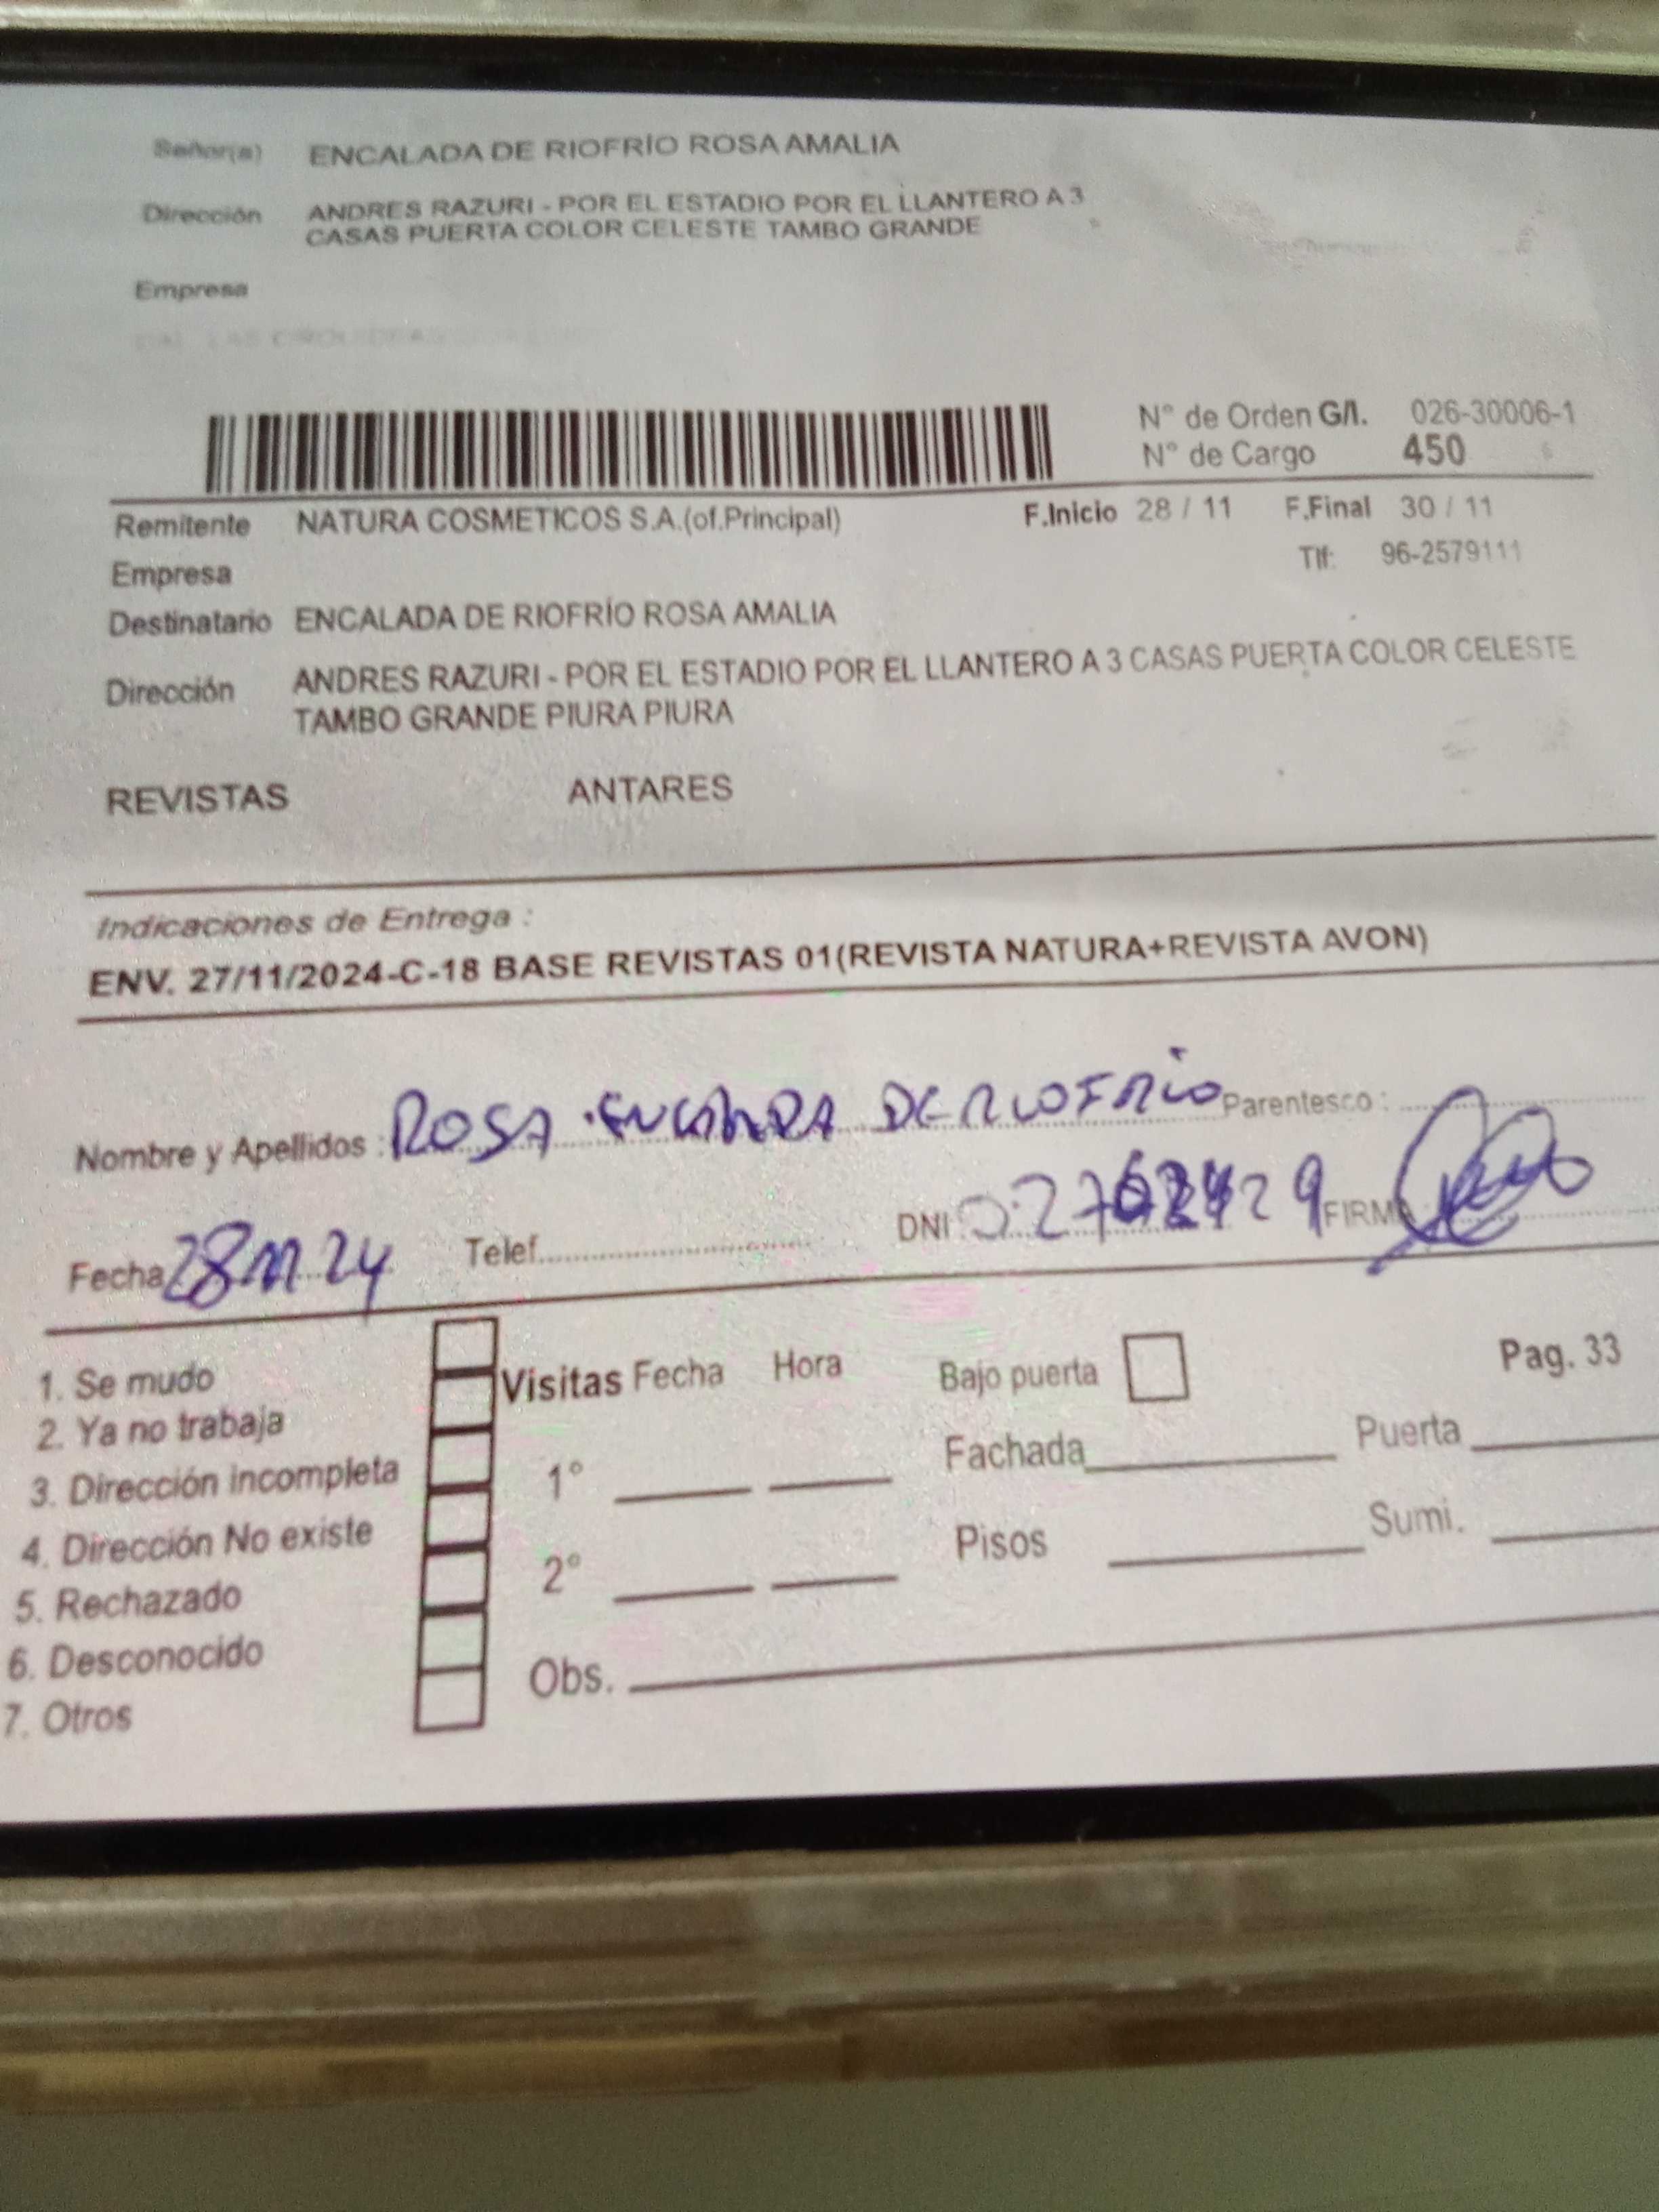 Señor(a) ENCALADA DE RIOFRÍO ROSA AMALIA
Dirección ANDRES RAZURI - POR EL ESTADIO POR EL LLANTERO A 3
CASAS PUERTA COLOR CELESTE TAMBO GRANDE
Empresa
N° de Orden G/I. 026-30006-1
N° de Cargo 450
Remitente NATURA COSMETICOS S.A.(of.Principal) F.Inicio 28 / 11 F.Final 30 / 11
Empresa Tlf: 96-2579111
Destinatario ENCALADA DE RIOFRÍO ROSA AMALIA
Dirección ANDRES RAZURI - POR EL ESTADIO POR EL LLANTERO A 3 CASAS PUERTA COLOR CELESTE
TAMBO GRANDE PIURA PIURA
REVISTAS ANTARES
Indicaciones de Entrega :
ENV. 27/11/2024-C-18 BASE REVISTAS 01(REVISTA NATURA+REVISTA AVON)
Nombre y Apellidos : ROSA ENCALADA DE RIOFRIO Parentesco :
Fecha 28 11 24 Telef. DNI FIRMA
1. Se mudo
2. Ya no trabaja
3. Dirección incompleta
4. Dirección No existe
5. Rechazado
6. Desconocido
7. Otros
Visitas Fecha Hora
1°
2°
Obs.
Bajo puerta Pag. 33
Fachada Puerta
Pisos Sumi.